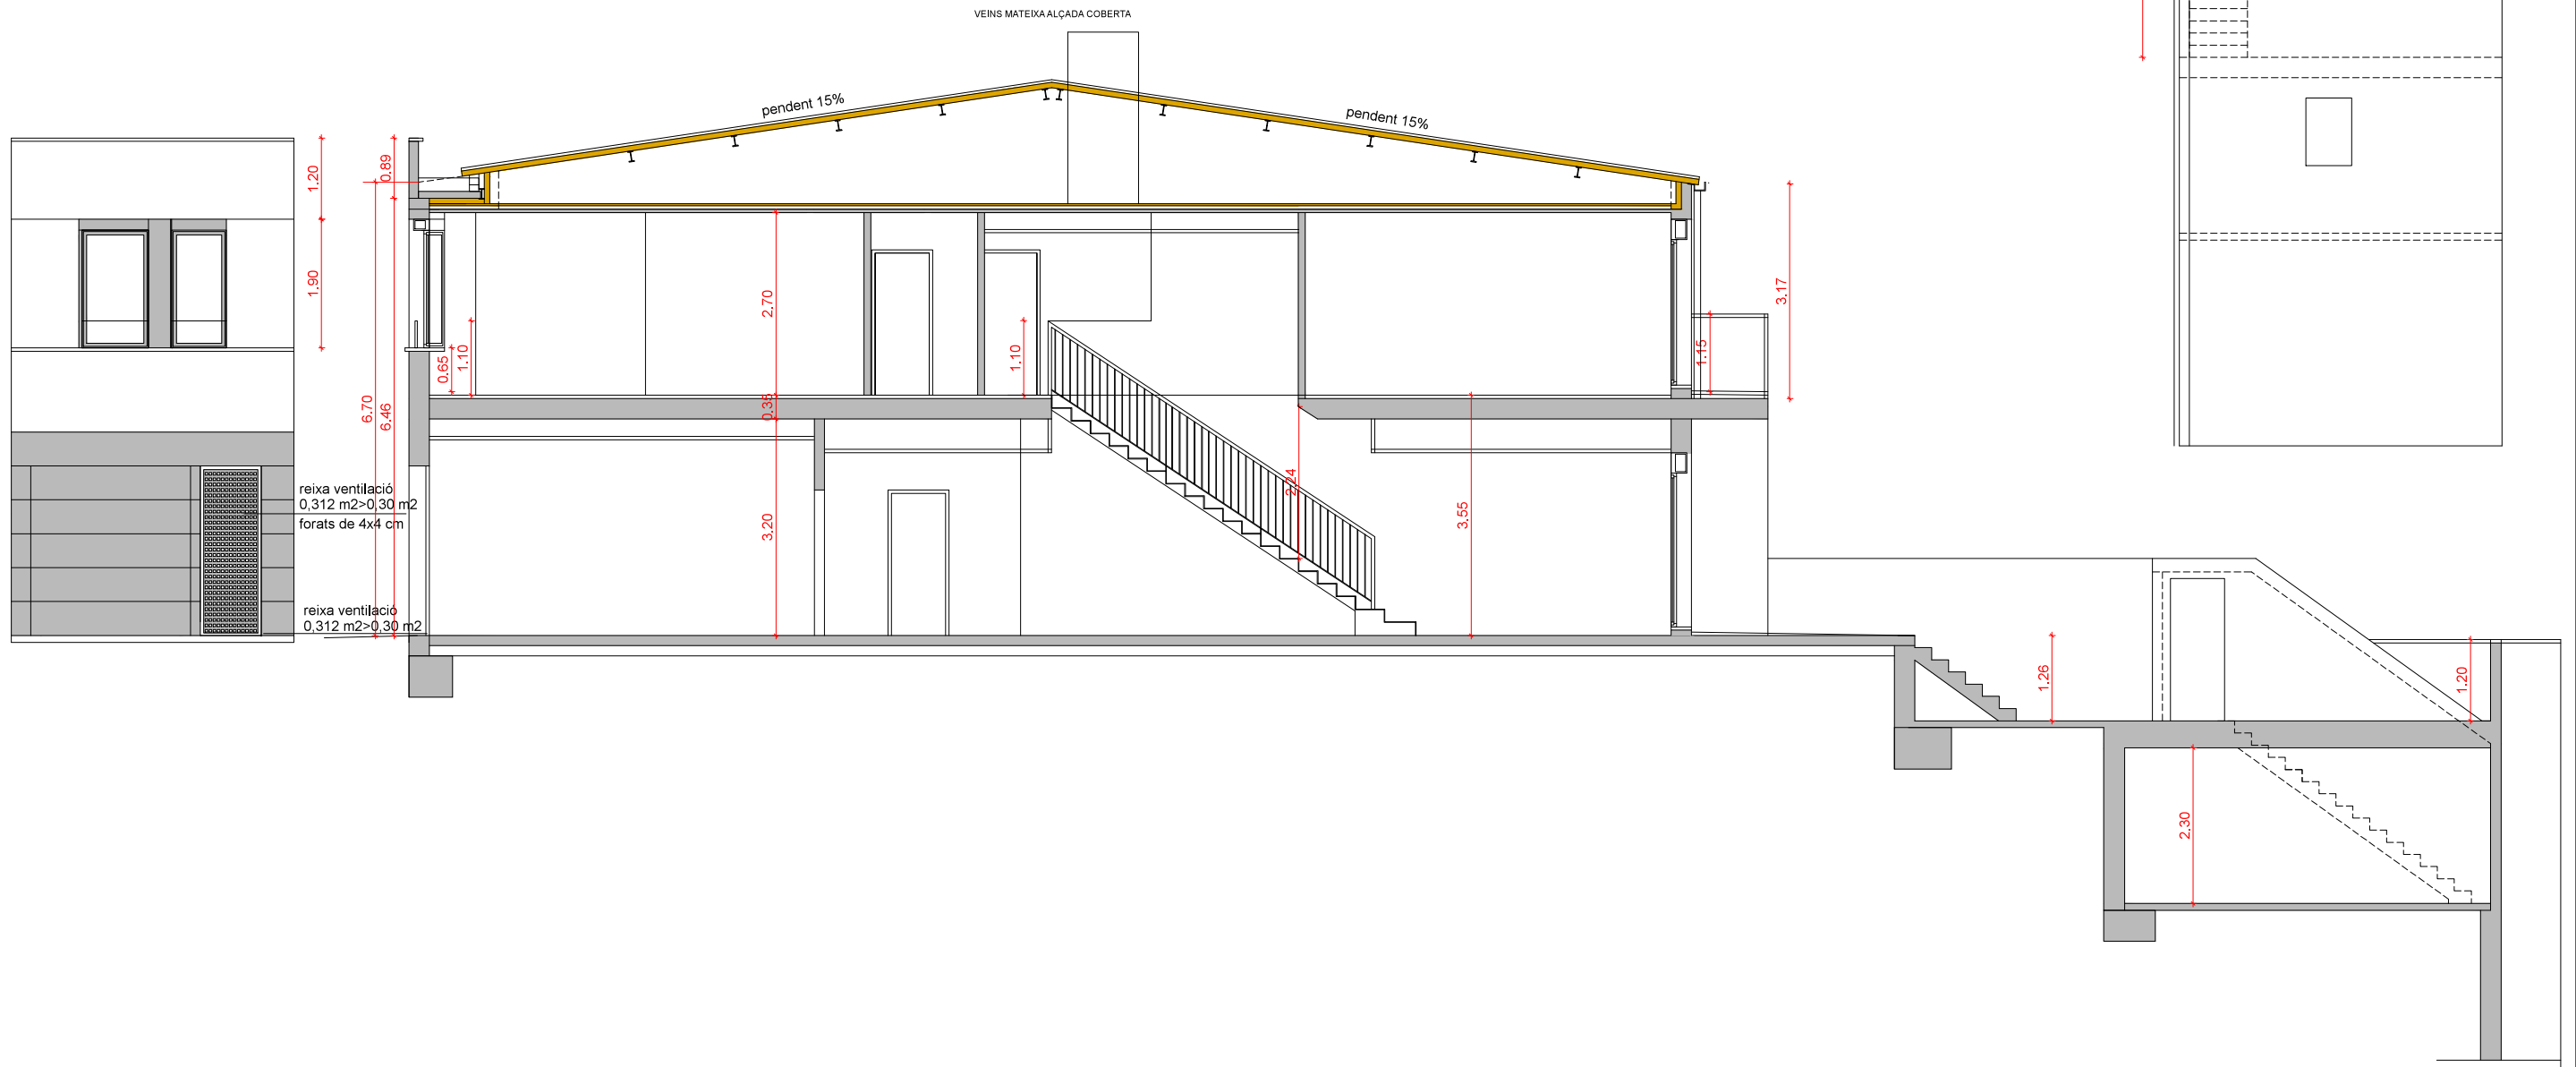 VEINS MATEIXA ALÇADA COBERTA
pendent 15%
pendent 15%
1.20
0.89
1.90
2.70
3.17
0.65
1.10
1.10
1.15
6.70
6.46
0.35
2.24
reixa ventilació
0,312 m2>0,30 m2
forats de 4x4 cm
3.20
3.55
reixa ventilació
0,312 m2>0,30 m2
1.26
1.20
2.30